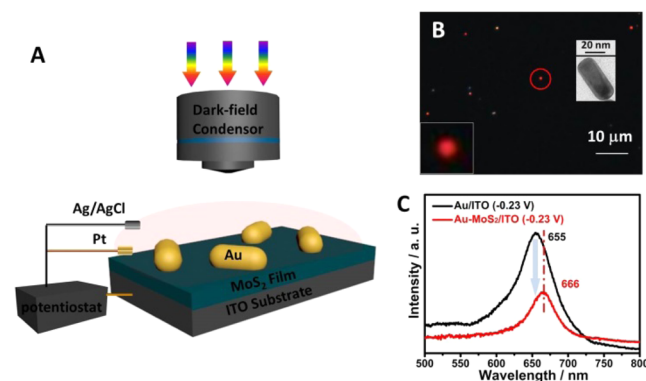 A
Dark-field
Condensor
Ag/AgCl
Pt
Au
MoS₂ Film
ITO Substrate
potentiostat
B
20 nm
10 μm
C
Au/ITO (-0.23 V)
Au-MoS₂/ITO (-0.23 V)
655
666
Intensity / a. u.
500 550 600 650 700 750 800
Wavelength / nm